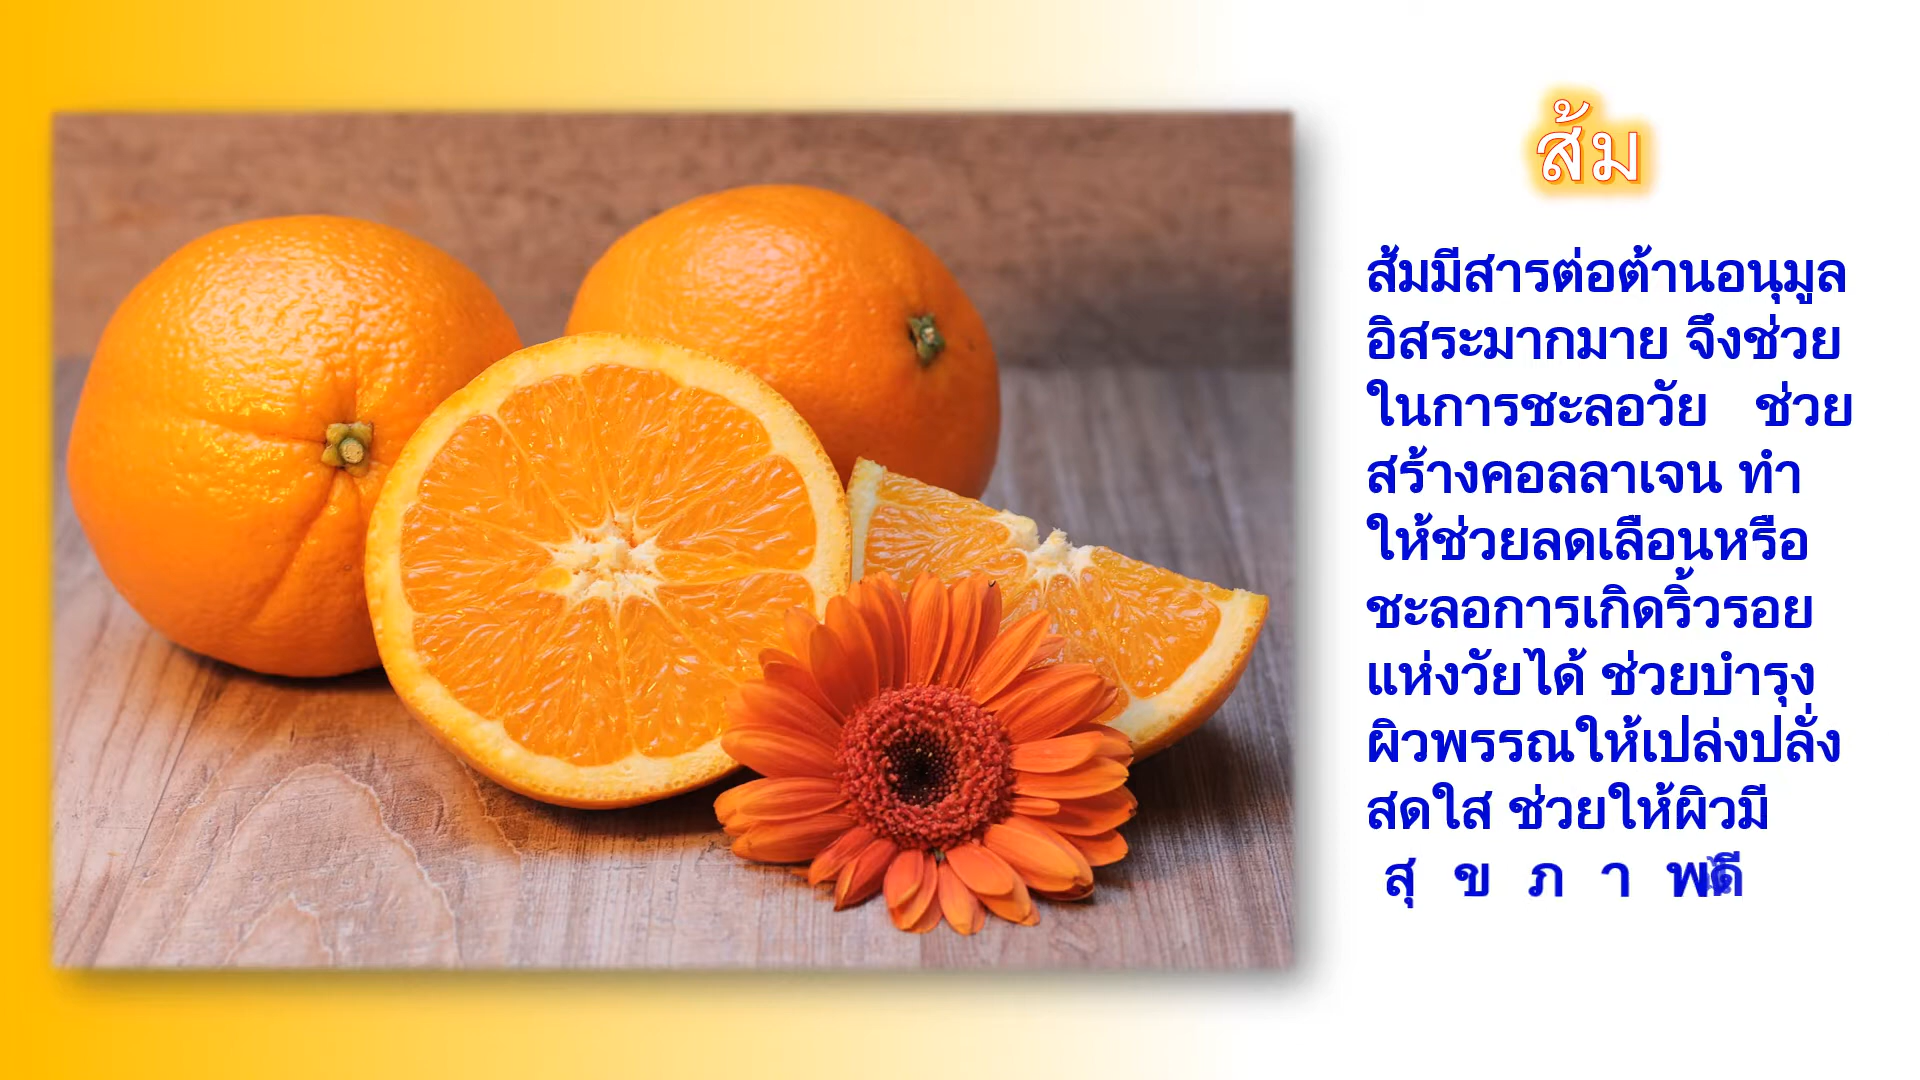 ส้ม
ส้มมีสารต่อต้านอนุมูล
อิสระมากมาย จึงช่วย
ในการชะลอวัย ช่วย
สร้างคอลลาเจน ทำ
ให้ช่วยลดเลือนหรือ
ชะลอการเกิดริ้วรอย
แห่งวัยได้ ช่วยบำรุง
ผิวพรรณให้เปล่งปลั่ง
สดใส ช่วยให้ผิวมี
สุ ข ภ า พดี